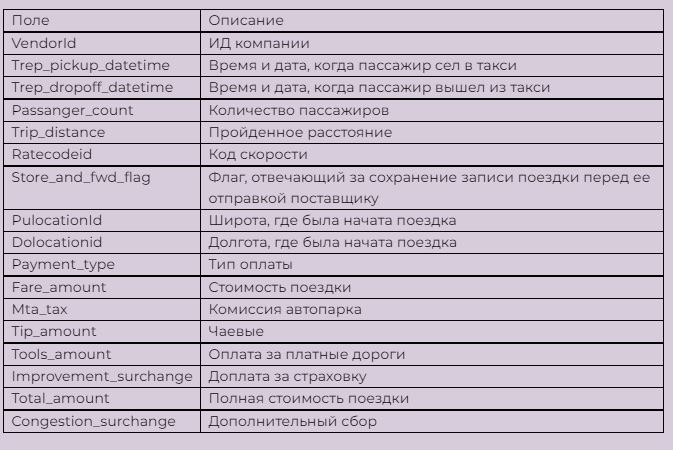 Поле Описание
VendorId ИД компании
Trep_pickup_datetime Время и дата, когда пассажир сел в такси
Trep_dropoff_datetime Время и дата, когда пассажир вышел из такси
Passanger_count Количество пассажиров
Trip_distance Пройденное расстояние
Ratecodeid Код скорости
Store_and_fwd_flag Флаг, отвечающий за сохранение записи поездки перед ее
отправкой поставщику
PulocationId Широта, где была начата поездка
Dolocationid Долгота, где была начата поездка
Payment_type Тип оплаты
Fare_amount Стоимость поездки
Mta_tax Комиссия автопарка
Tip_amount Чаевые
Tools_amount Оплата за платные дороги
Improvement_surchange Доплата за страховку
Total_amount Полная стоимость поездки
Congestion_surchange Дополнительный сбор